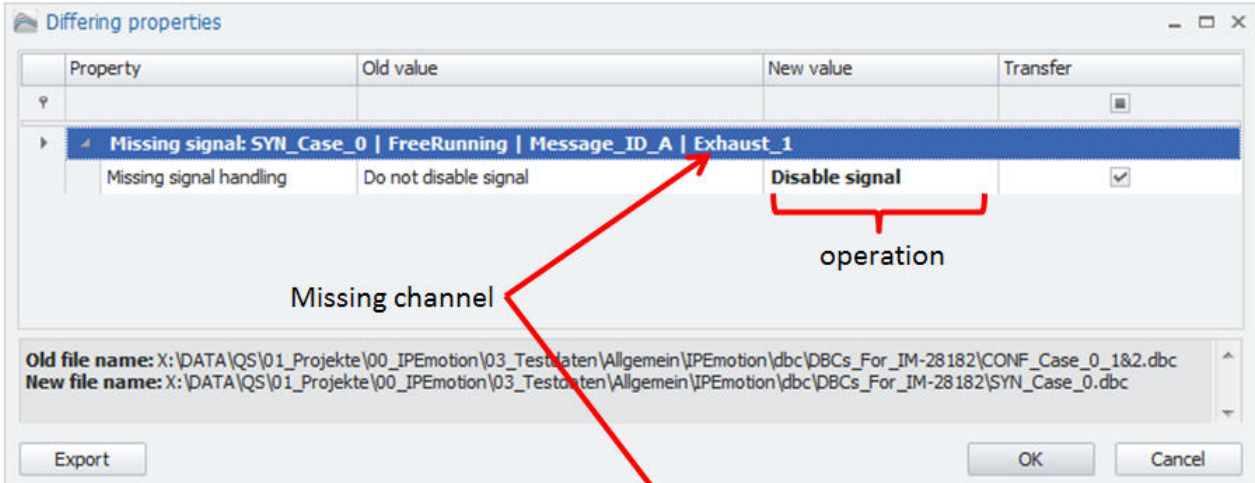 Differing properties
Property Old value New value Transfer
Missing signal: SYN_Case_0 | FreeRunning | Message_ID_A | Exhaust_1
Missing signal handling Do not disable signal Disable signal
operation
Missing channel
Old file name: X:\DATA\QS\01_Projekte\00_IPEmotion\03_Testdaten\Allgemein\IPEmotion\dbc\DBCs_For_IM-28182\CONF_Case_0_1&2.dbc
New file name: X:\DATA\QS\01_Projekte\00_IPEmotion\03_Testdaten\Allgemein\IPEmotion\dbc\DBCs_For_IM-28182\SYN_Case_0.dbc
Export OK Cancel